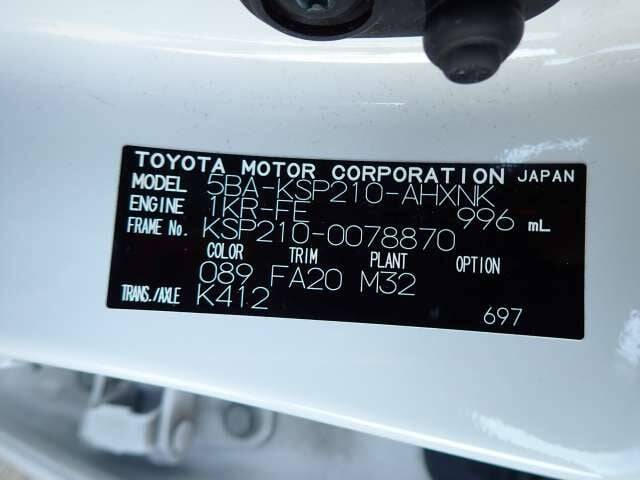 TOYOTA MOTOR CORPORATION JAPAN
MODEL 5BA-KSP210-AHXNK
ENGINE 1KR-FE 996 mL
FRAME No. KSP210-0078870
COLOR TRIM PLANT OPTION
089 FA20 M32
TRANS./AXLE K412
697